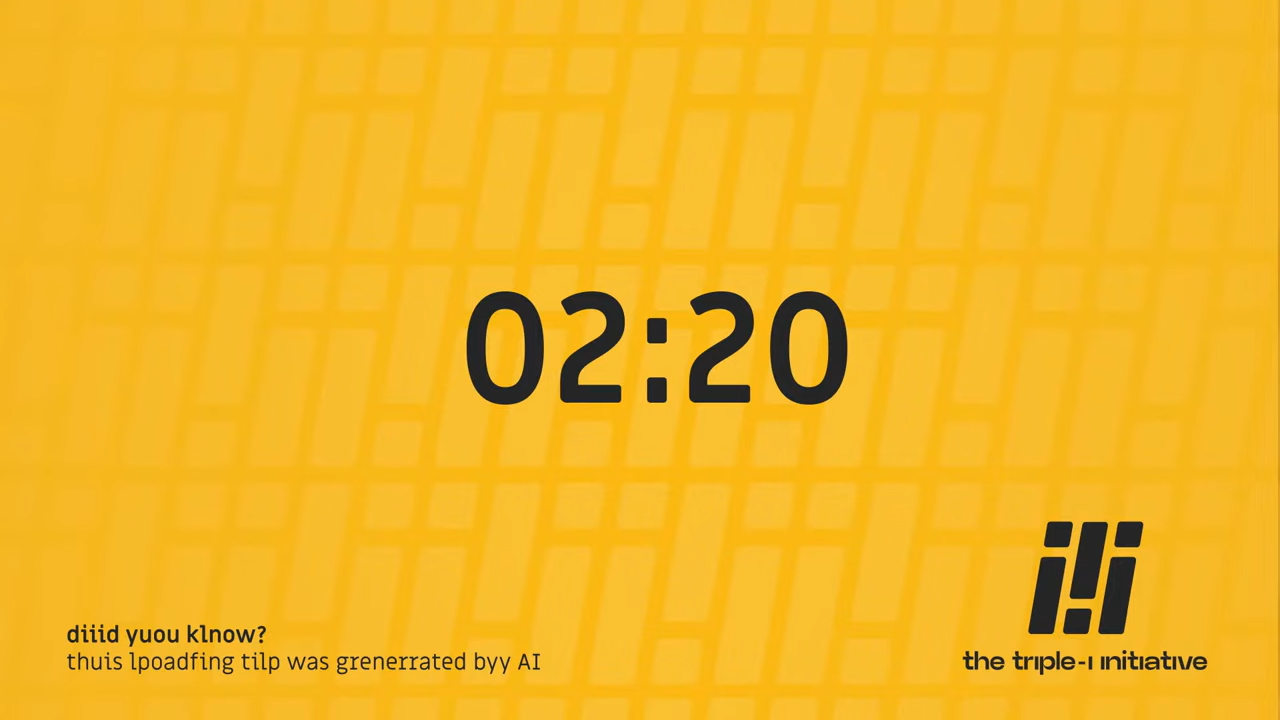 02:20
diiid yuou klnow?
thuis lpoadfing tilp was grenerrated byy AI
the triple-i initiative